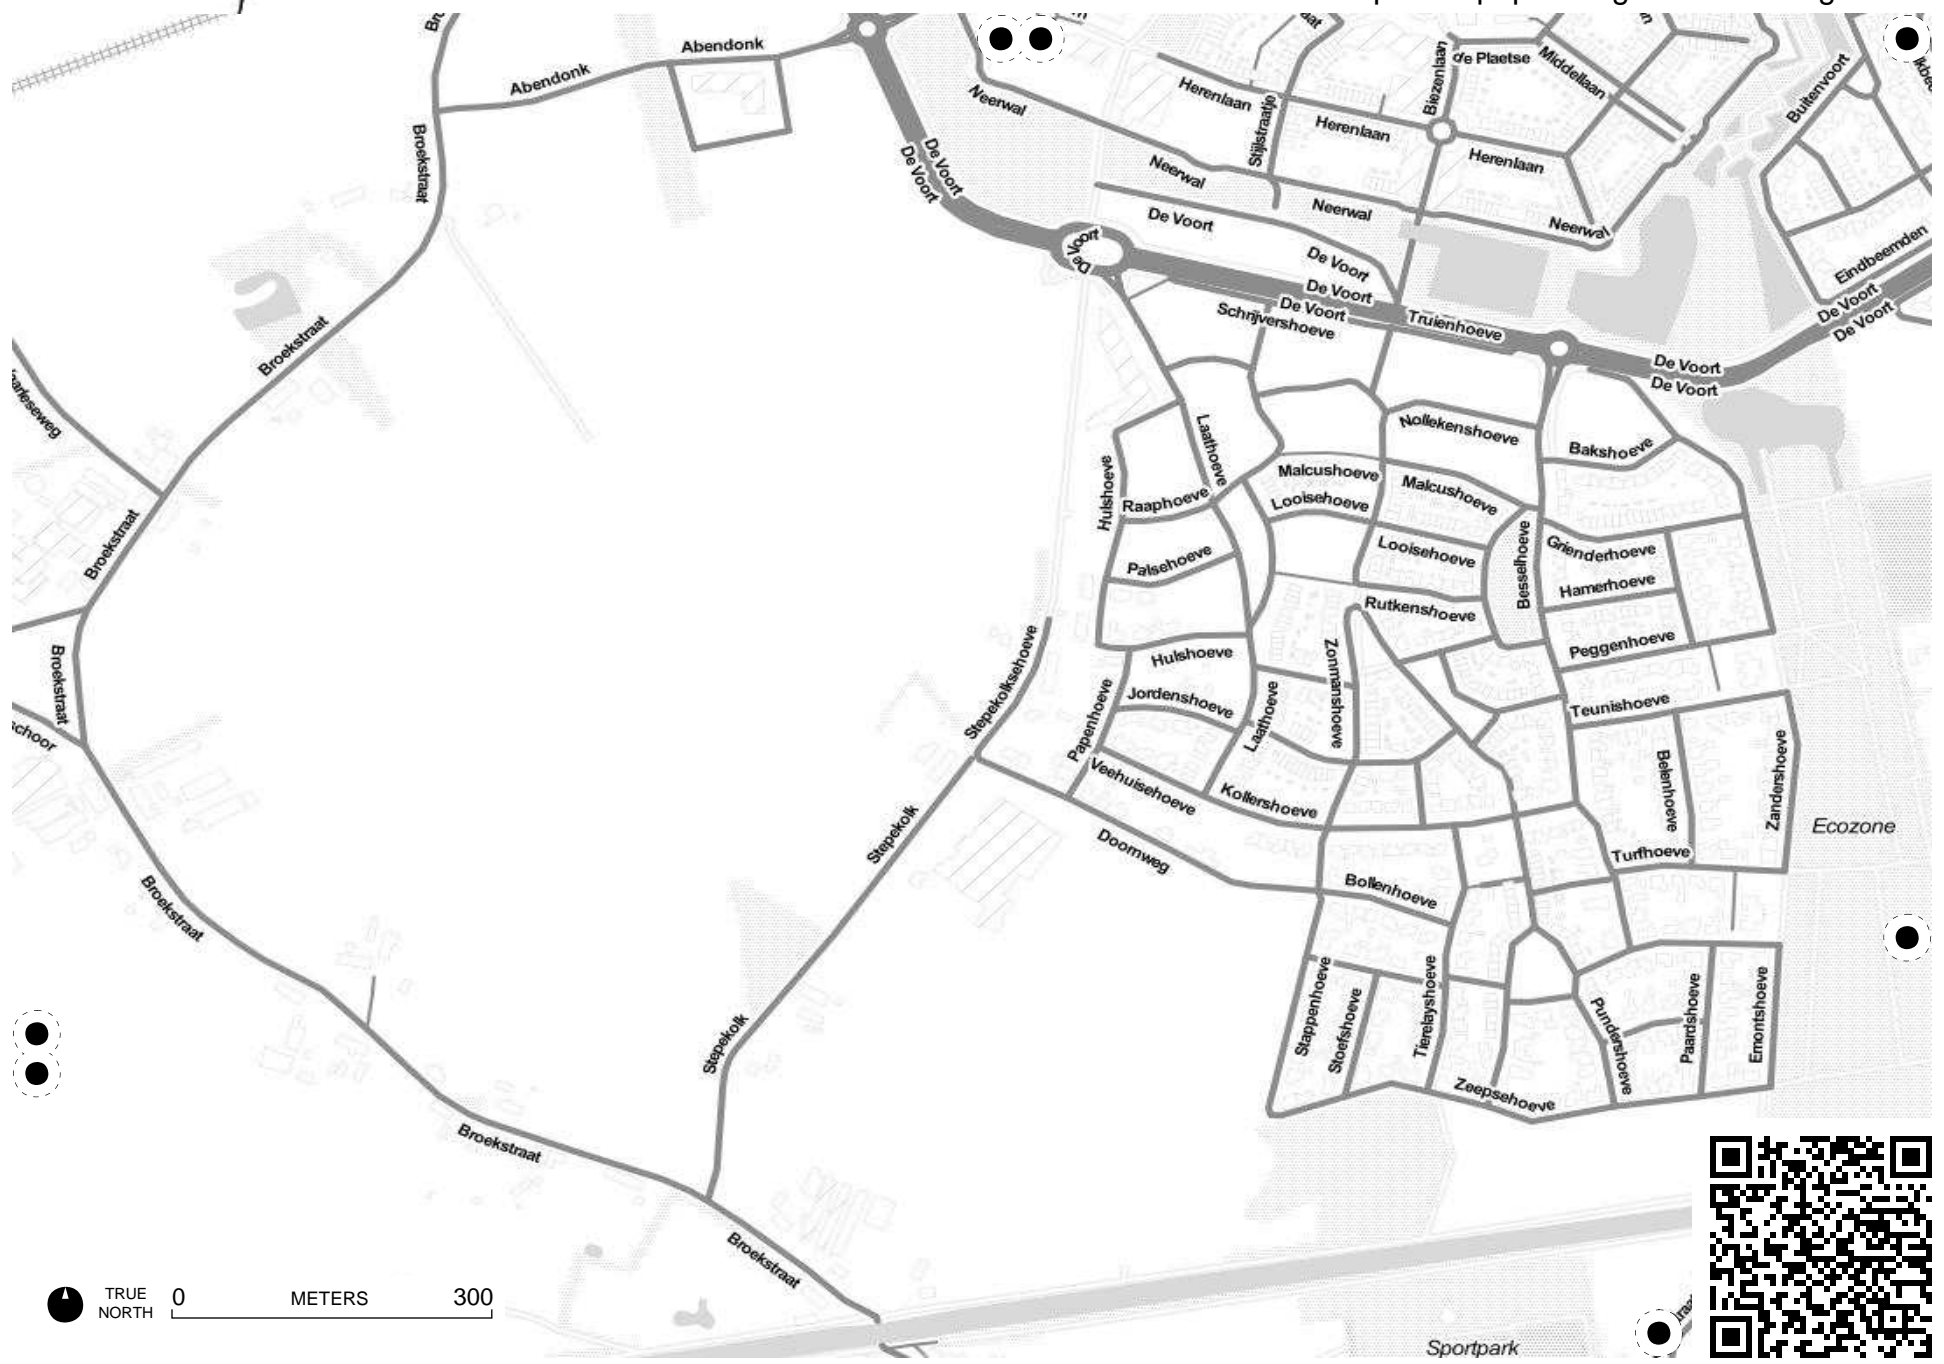 Abendonk
Abendonk
Broekstraat
Neerwal
Herenlaan
Stijlstraatje
Herenlaan
Biezenlaan
de Plaetse
Middellaan
Buitenvoort
Herenlaan
De Voort
De Voort
Neerwal
Neerwal
Neerwal
De Voort
De Voort
De Voort
De Voort
De Voort
Schrijvershoeve
Truienhoeve
Eindbeemden
De Voort
De Voort
De Voort
De Voort
Broekstraat
Laathoeve
Nollekenshoeve
Bakshoeve
Hulshoeve
Raaphoeve
Malcushoeve
Looisehoeve
Malcushoeve
Broekstraat
Palsehoeve
Looisehoeve
Besselhoeve
Grienderhoeve
Hamerhoeve
Rutkenshoeve
Peggenhoeve
Broekstraat
Stepekolksehoeve
Hulshoeve
Jordenshoeve
Papenhoeve
Laathoeve
Zonmanshoeve
Teunishoeve
Belenhoeve
Zandershoeve
Veehuisehoeve
Kollershoeve
Stepekolk
Doornweg
Turfhoeve
Ecozone
Bollenhoeve
Broekstraat
Stappenhoeve
Stoefshoeve
Tierelayshoeve
Pundershoeve
Paardshoeve
Emontshoeve
Stepekolk
Zeepsehoeve
Broekstraat
Broekstraat
TRUE
NORTH
0 METERS 300
Sportpark